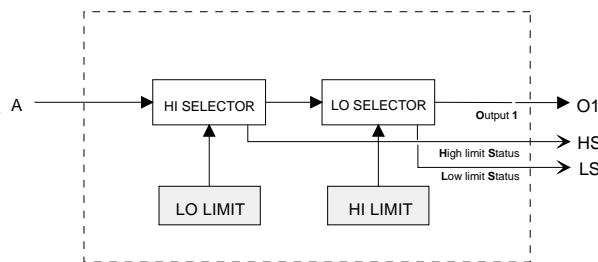 A
HI SELECTOR
LO SELECTOR
O1
Output 1
HS
High limit Status
LS
Low limit Status
LO LIMIT
HI LIMIT